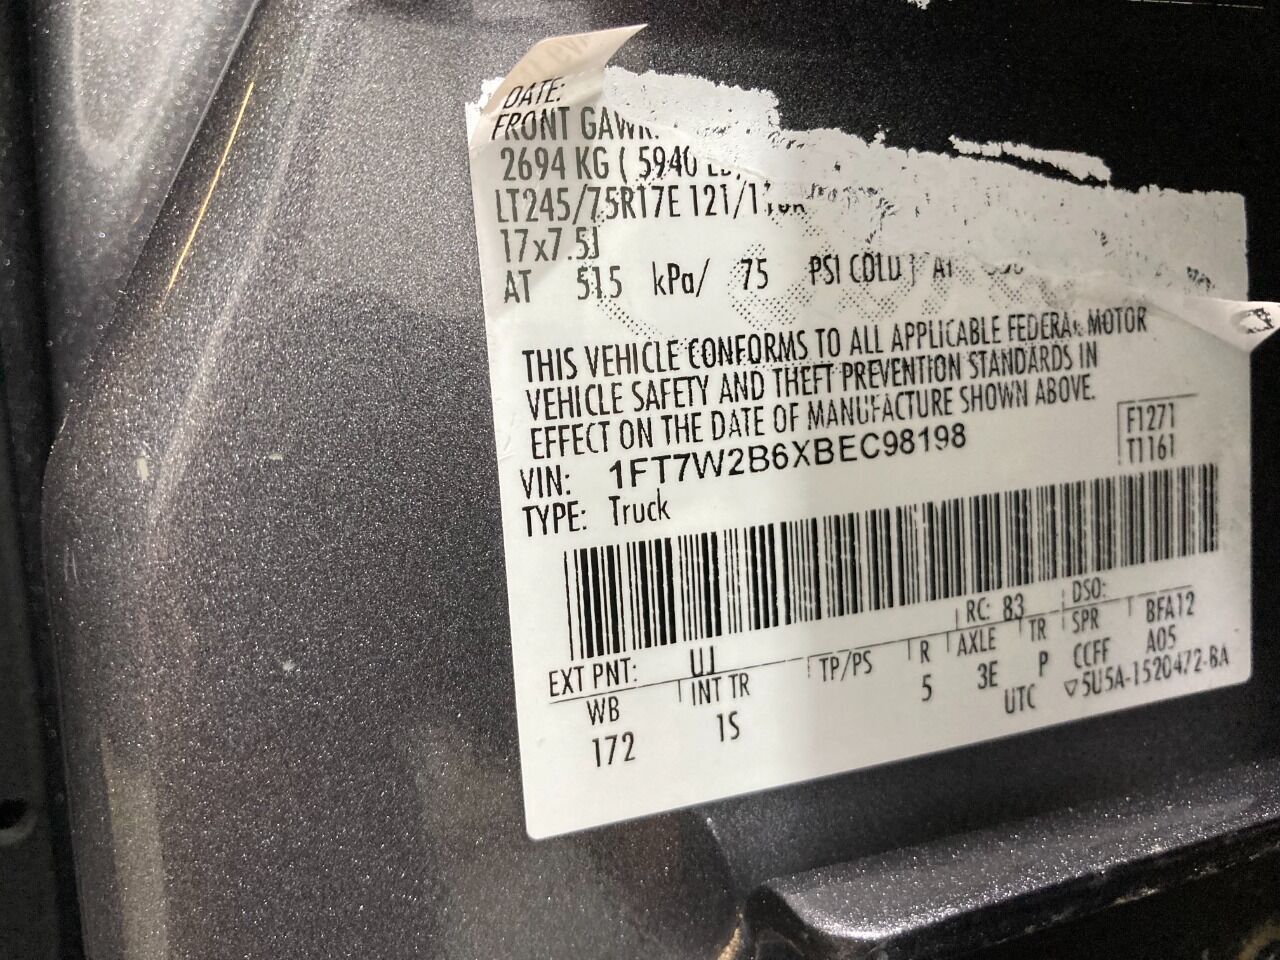 DATE:
FRONT
2694 KG ( 5940
LT245/75R17E 121/
17x7.5J
AT 515 kPa/ 75 PSI COLD AT
THIS VEHICLE CONFORMS TO ALL APPLICABLE FEDERAL MOTOR
VEHICLE SAFETY AND THEFT PREVENTION STANDARDS IN
EFFECT ON THE DATE OF MANUFACTURE SHOWN ABOVE.
F1271
VIN: 1FT7W2B6XBEC98198
T1161
TYPE: Truck
EXT PNT: UJ RC: 83 DSO:
WB INT TR TP/PS R AXLE TR SPR BFA12
172 1S 5 3E P CCFF A05
UTC ▽5U5A-1520472-BA